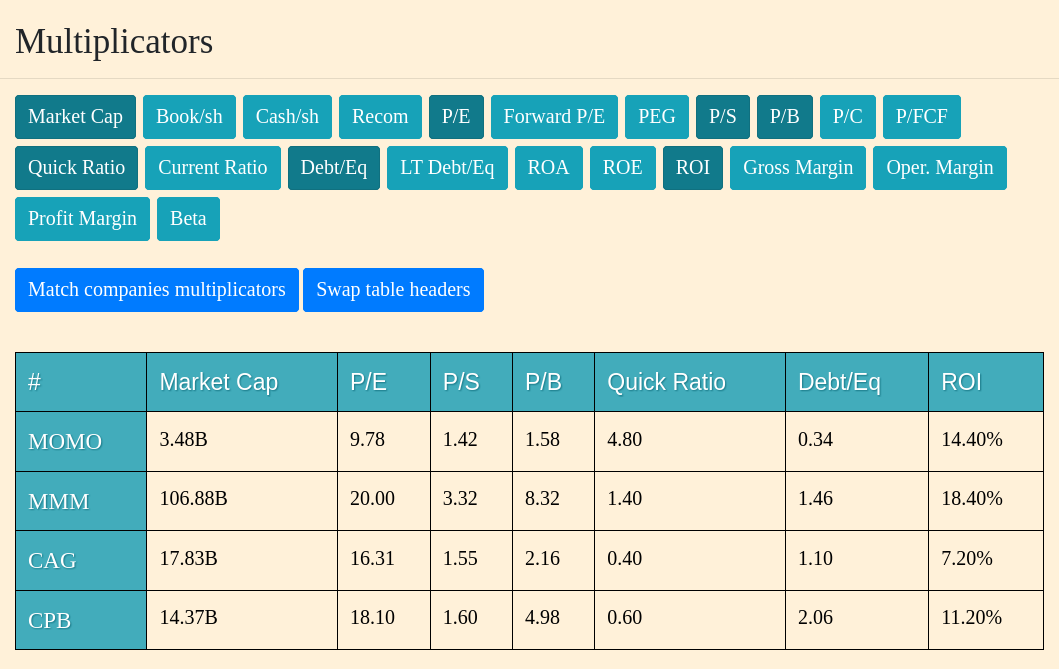 Multiplicators
Market Cap Book/sh Cash/sh Recom P/E Forward P/E PEG P/S P/B P/C P/FCF
Quick Ratio Current Ratio Debt/Eq LT Debt/Eq ROA ROE ROI Gross Margin Oper. Margin
Profit Margin Beta
Match companies multiplicators Swap table headers
# Market Cap P/E P/S P/B Quick Ratio Debt/Eq ROI
MOMO 3.48B 9.78 1.42 1.58 4.80 0.34 14.40%
MMM 106.88B 20.00 3.32 8.32 1.40 1.46 18.40%
CAG 17.83B 16.31 1.55 2.16 0.40 1.10 7.20%
CPB 14.37B 18.10 1.60 4.98 0.60 2.06 11.20%